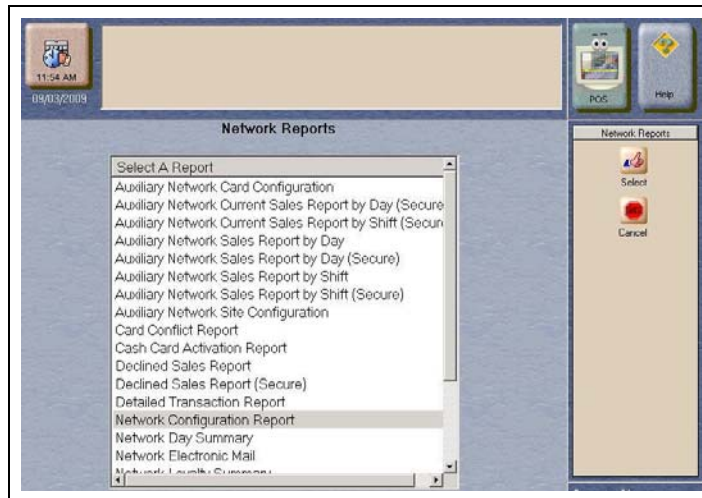 11:54 AM
09/03/2009
POS
Help
Network Reports
Select A Report
Auxiliary Network Card Configuration
Auxiliary Network Current Sales Report by Day (Secure
Auxiliary Network Current Sales Report by Shift (Secure
Auxiliary Network Sales Report by Day
Auxiliary Network Sales Report by Day (Secure)
Auxiliary Network Sales Report by Shift
Auxiliary Network Sales Report by Shift (Secure)
Auxiliary Network Site Configuration
Card Conflict Report
Cash Card Activation Report
Declined Sales Report
Declined Sales Report (Secure)
Detailed Transaction Report
Network Configuration Report
Network Day Summary
Network Electronic Mail
Network Loyalty Summary
Network Reports
Select
Cancel